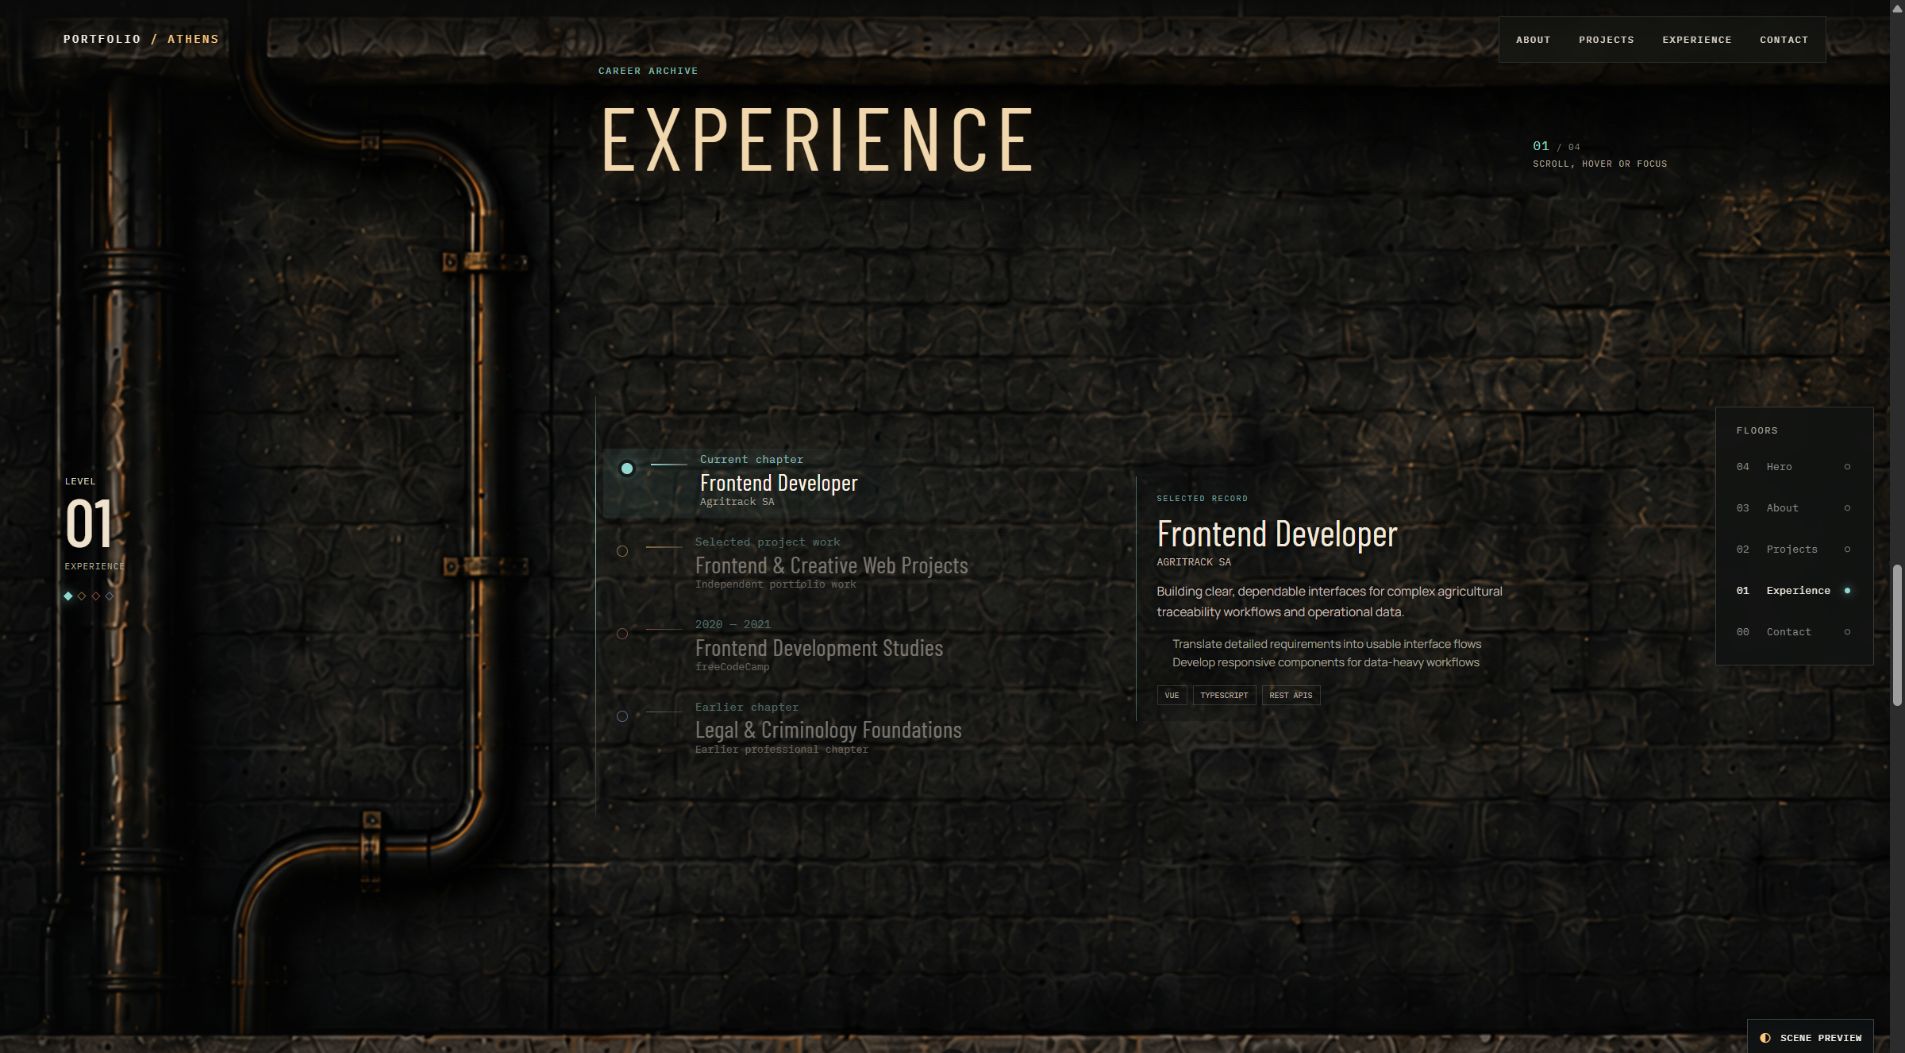 PORTFOLIO / ATHENS
ABOUT PROJECTS EXPERIENCE CONTACT
CAREER ARCHIVE
EXPERIENCE
01 / 04
SCROLL, HOVER OR FOCUS
LEVEL
01
EXPERIENCE
Current chapter
Frontend Developer
Agritrack SA
Selected project work
Frontend & Creative Web Projects
Independent portfolio work
2020 — 2021
Frontend Development Studies
freeCodeCamp
Earlier chapter
Legal & Criminology Foundations
Earlier professional chapter
SELECTED RECORD
Frontend Developer
AGRITRACK SA
Building clear, dependable interfaces for complex agricultural
traceability workflows and operational data.
Translate detailed requirements into usable interface flows
Develop responsive components for data-heavy workflows
VUE TYPESCRIPT REST APIS
FLOORS
04 Hero
03 About
02 Projects
01 Experience
00 Contact
SCENE PREVIEW